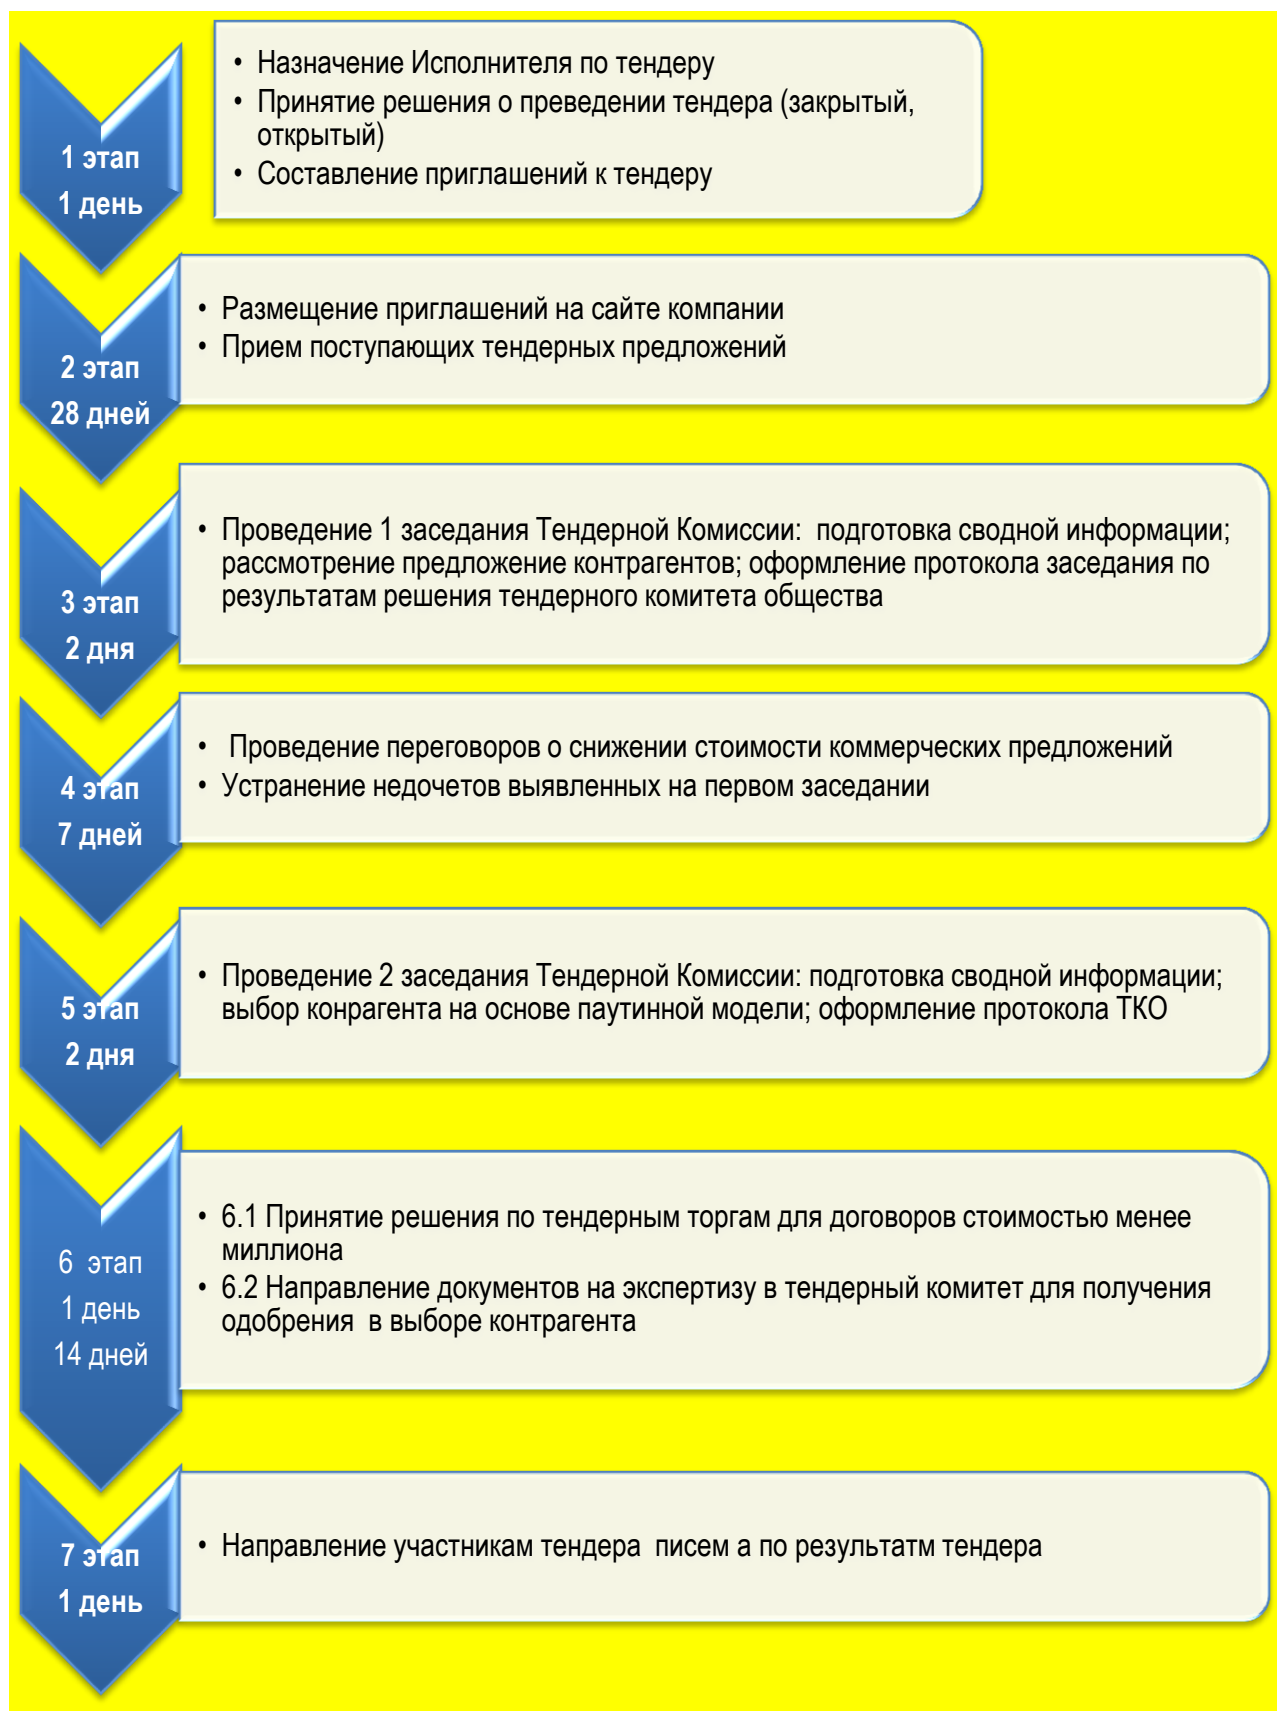 1 этап
1 день
• Назначение Исполнителя по тендеру
• Принятие решения о преведении тендера (закрытый,
открытый)
• Составление приглашений к тендеру
2 этап
28 дней
• Размещение приглашений на сайте компании
• Прием поступающих тендерных предложений
3 этап
2 дня
• Проведение 1 заседания Тендерной Комиссии:  подготовка сводной информации;
рассмотрение предложение контрагентов; оформление протокола заседания по
результатам решения тендерного комитета общества
4 этап
7 дней
• Проведение переговоров о снижении стоимости коммерческих предложений
• Устранение недочетов выявленных на первом заседании
5 этап
2 дня
• Проведение 2 заседания Тендерной Комиссии: подготовка сводной информации;
выбор конрагента на основе паутинной модели; оформление протокола ТКО
6  этап
1 день
14 дней
• 6.1 Принятие решения по тендерным торгам для договоров стоимостью менее
миллиона
• 6.2 Направление документов на экспертизу в тендерный комитет для получения
одобрения  в выборе контрагента
7 этап
1 день
• Направление участникам тендера  писем а по результатм тендера